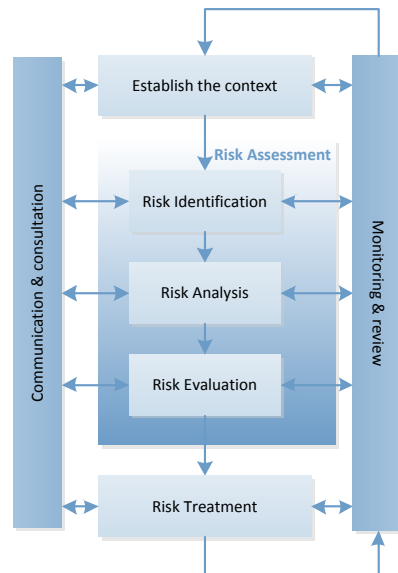 Establish the context
Risk Assessment
Risk Identification
Risk Analysis
Risk Evaluation
Risk Treatment
Communication & consultation
Monitoring & review